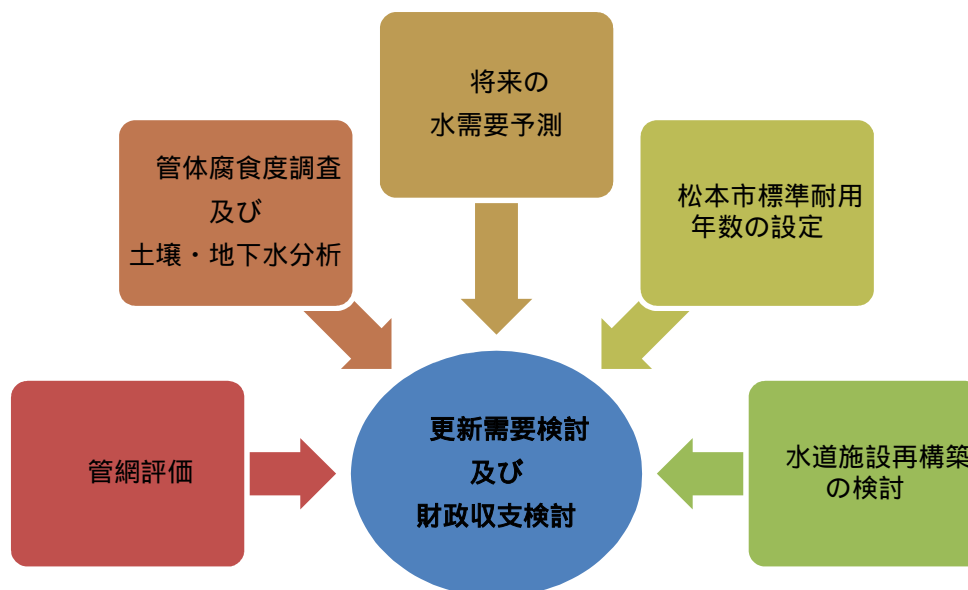 将来の
水需要予測
管体腐食度調査
及び
土壌・地下水分析
松本市標準耐用
年数の設定
管網評価
更新需要検討
及び
財政収支検討
水道施設再構築
の検討